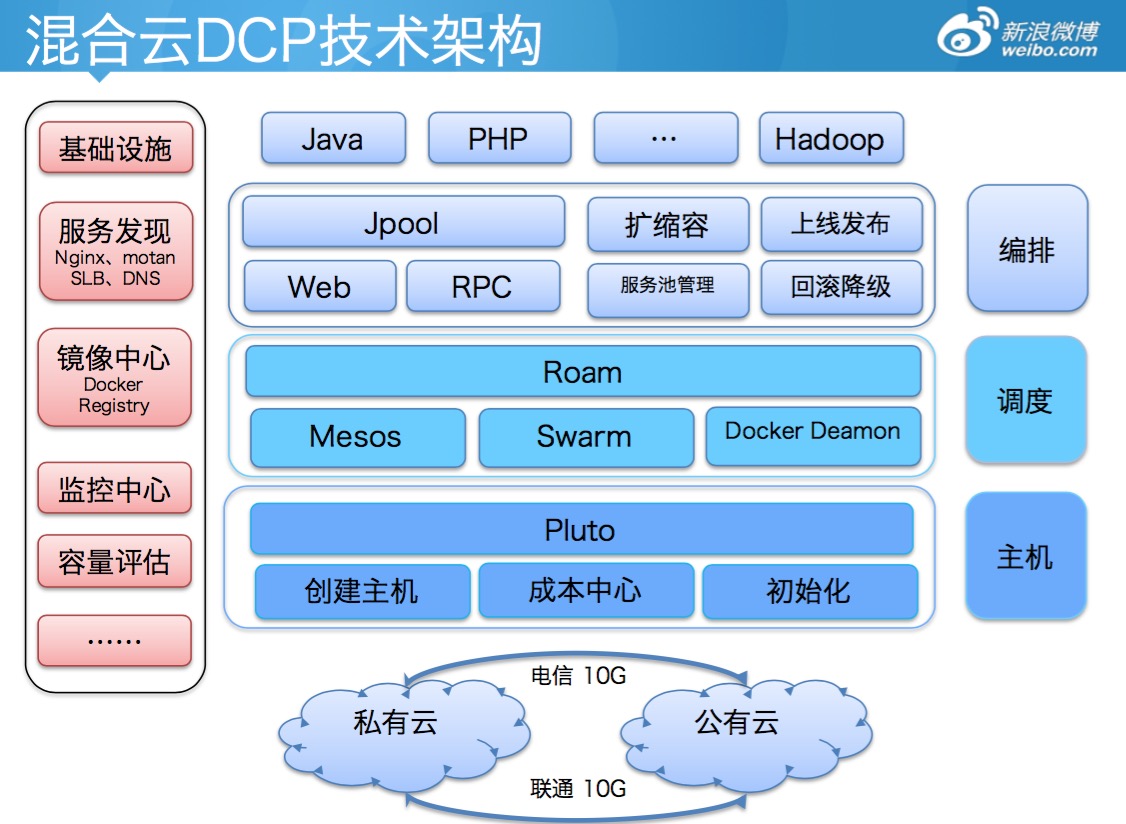 混合云DCP技术架构
新浪微博
weibo.com
基础设施
服务发现
Nginx、motan
SLB、DNS
镜像中心
Docker
Registry
监控中心
容量评估
……
Java
PHP
…
Hadoop
Jpool
扩缩容
上线发布
Web
RPC
服务池管理
回滚降级
编排
Roam
Mesos
Swarm
Docker Deamon
调度
Pluto
创建主机
成本中心
初始化
主机
电信 10G
私有云
公有云
联通 10G